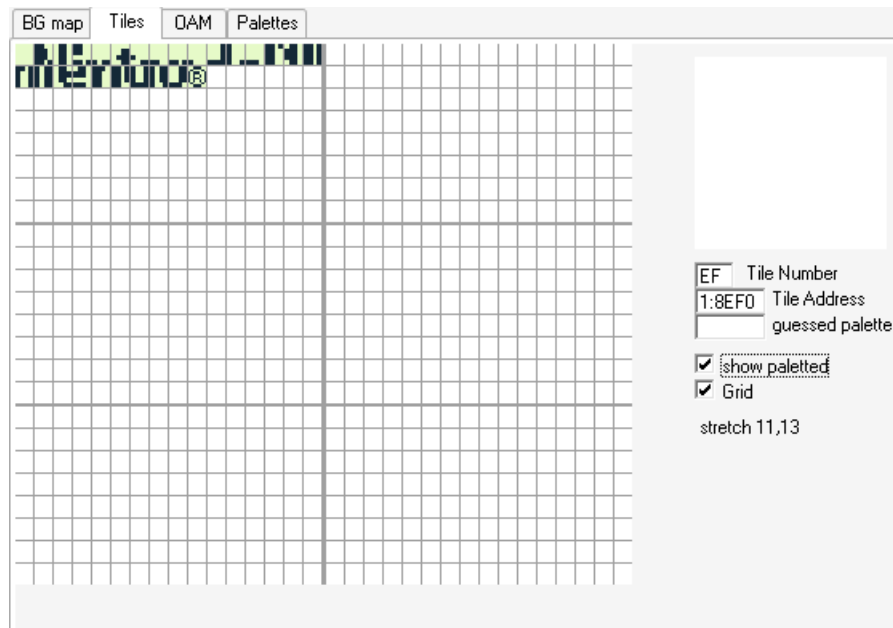 BG map Tiles OAM Palettes
®
EF Tile Number
1:8EF0 Tile Address
guessed palette
show paletted
Grid
stretch 11,13